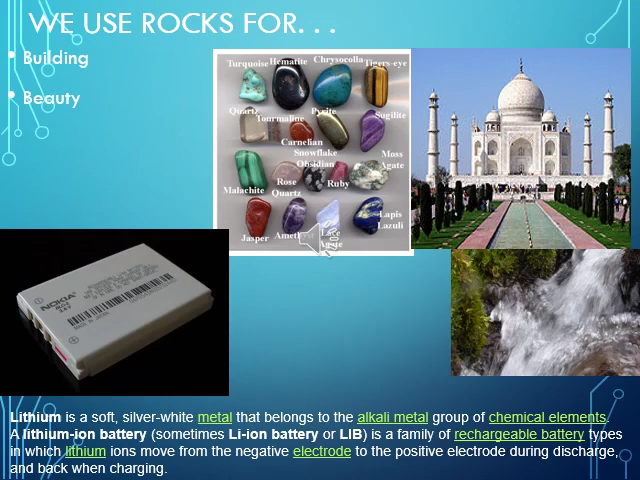 WE USE ROCKS FOR. . .
• Building
• Beauty
Turquoise Hematite Chrysocolla Tigers-eye
Quartz Tourmaline Pyrite Sugilite
Carnelian
Snowflake Obsidian
Moss Agate
Malachite Rose Quartz Ruby
Jasper Lace Agate Lapis Lazuli
NOKIA
Lithium is a soft, silver-white metal that belongs to the alkali metal group of chemical elements.
A lithium-ion battery (sometimes Li-ion battery or LIB) is a family of rechargeable battery types
in which lithium ions move from the negative electrode to the positive electrode during discharge,
and back when charging.